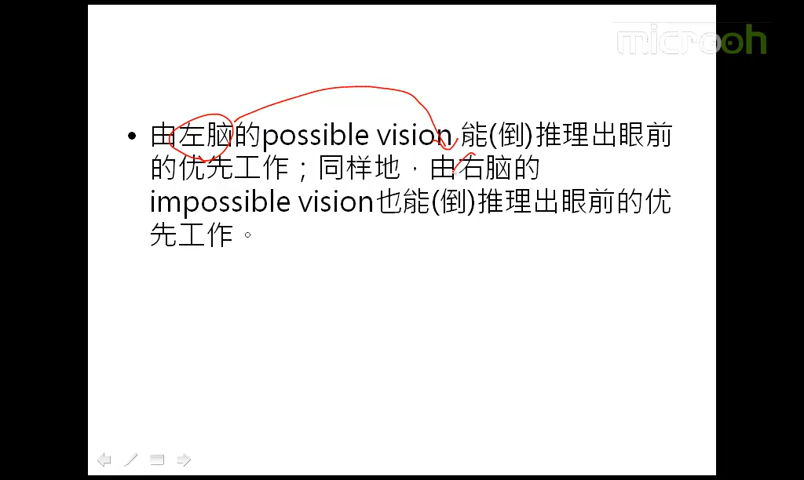 microoh
• 由左脑的possible vision 能(倒)推理出眼前
的优先工作；同样地，由右脑的
impossible vision也能(倒)推理出眼前的优
先工作。